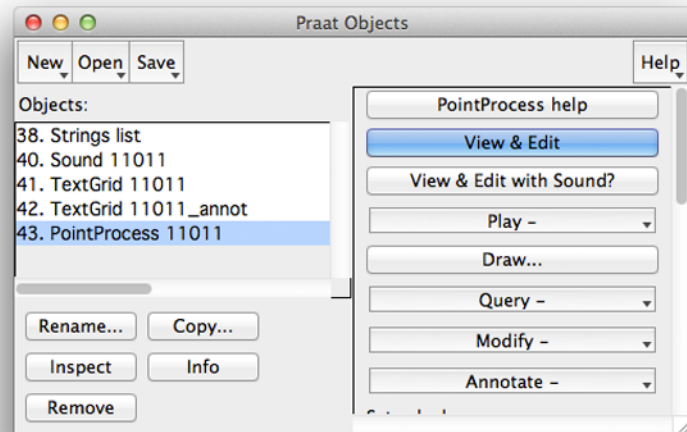 Praat Objects
New Open Save Help
Objects:
38. Strings list
40. Sound 11011
41. TextGrid 11011
42. TextGrid 11011_annot
43. PointProcess 11011
Rename... Copy...
Inspect Info
Remove
PointProcess help
View & Edit
View & Edit with Sound?
Play –
Draw...
Query –
Modify –
Annotate –